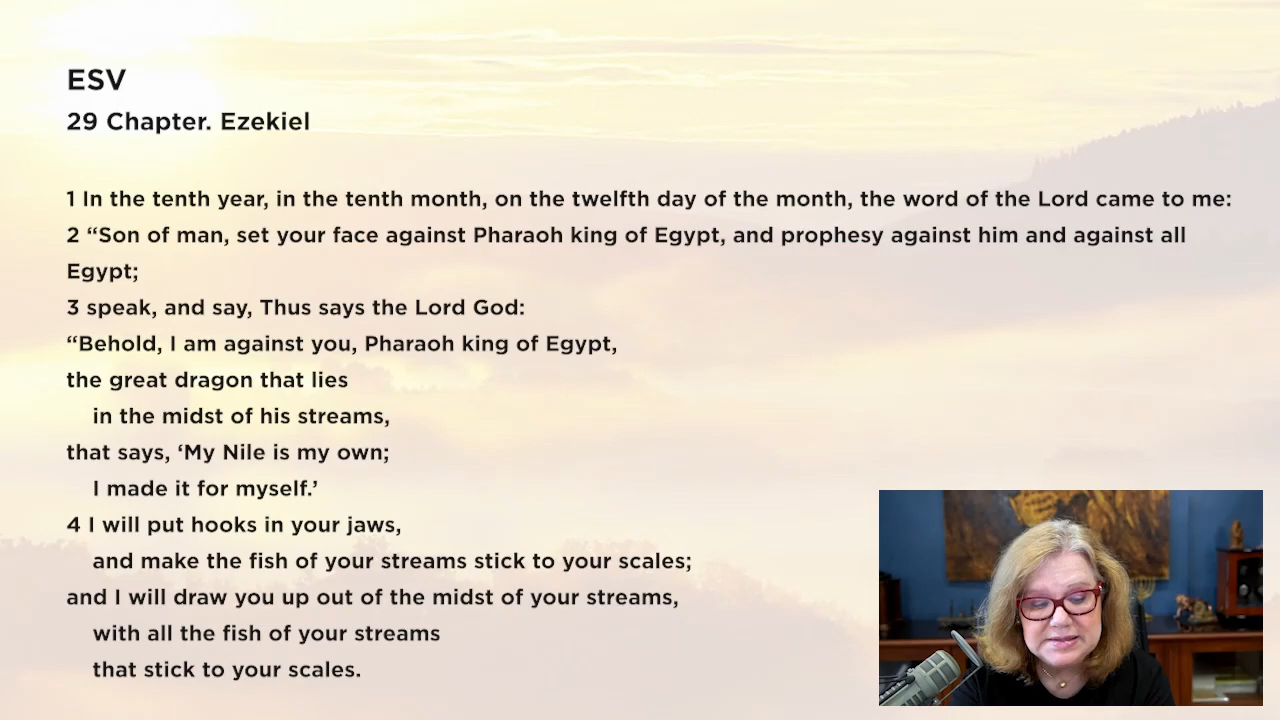 ESV
29 Chapter. Ezekiel
1 In the tenth year, in the tenth month, on the twelfth day of the month, the word of the Lord came to me:
2 “Son of man, set your face against Pharaoh king of Egypt, and prophesy against him and against all
Egypt;
3 speak, and say, Thus says the Lord God:
“Behold, I am against you, Pharaoh king of Egypt,
the great dragon that lies
in the midst of his streams,
that says, ‘My Nile is my own;
I made it for myself.’
4 I will put hooks in your jaws,
and make the fish of your streams stick to your scales;
and I will draw you up out of the midst of your streams,
with all the fish of your streams
that stick to your scales.